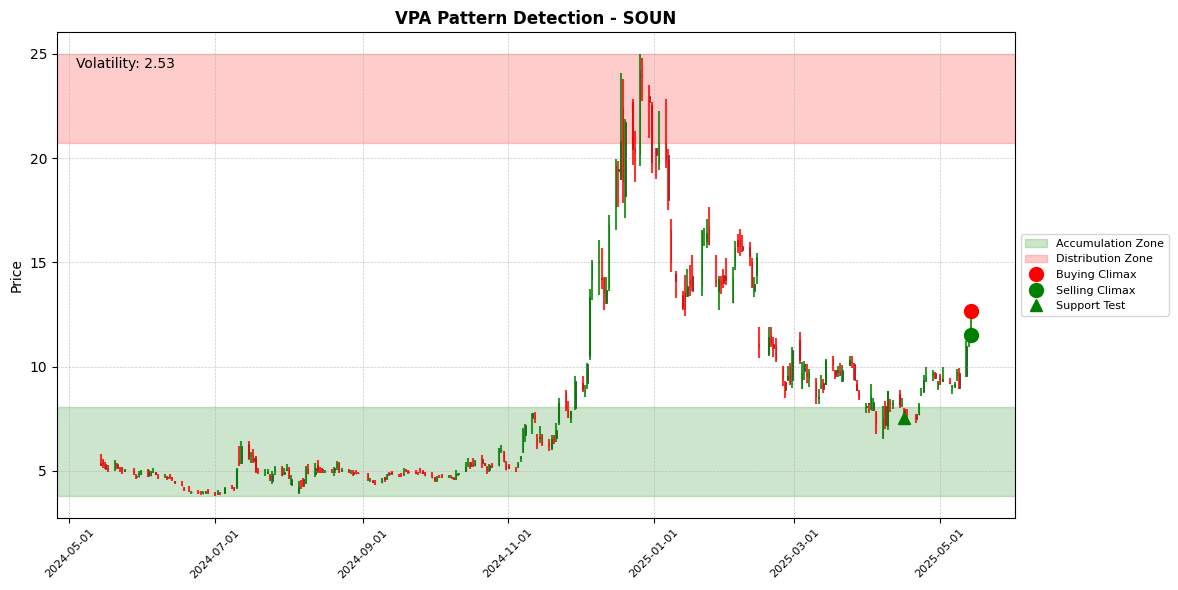 VPA Pattern Detection - SOUN
Volatility: 2.53
Price
25
20
15
10
5
2024-05-01
2024-07-01
2024-09-01
2024-11-01
2025-01-01
2025-03-01
2025-05-01
Accumulation Zone
Distribution Zone
Buying Climax
Selling Climax
Support Test